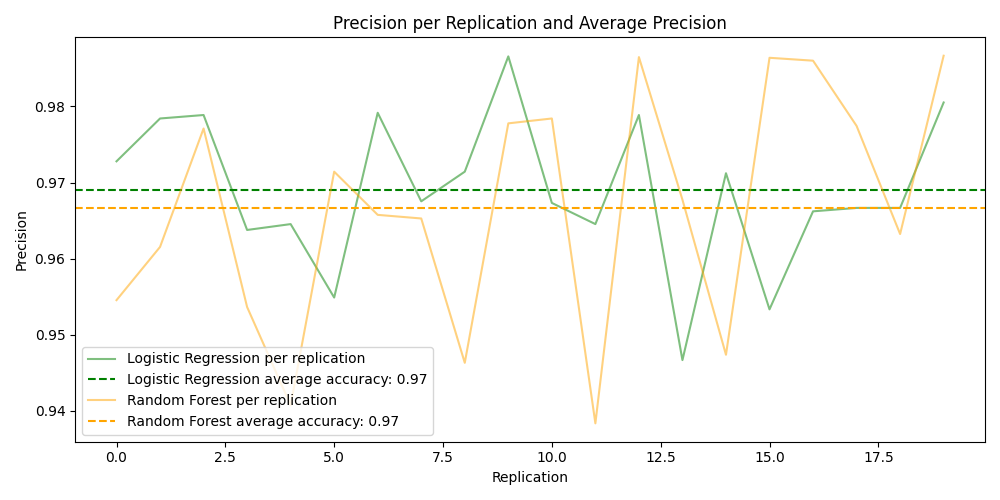 Precision per Replication and Average Precision
Precision
0.98
0.97
0.96
0.95
0.94
Logistic Regression per replication
Logistic Regression average accuracy: 0.97
Random Forest per replication
Random Forest average accuracy: 0.97
0.0 2.5 5.0 7.5 10.0 12.5 15.0 17.5
Replication